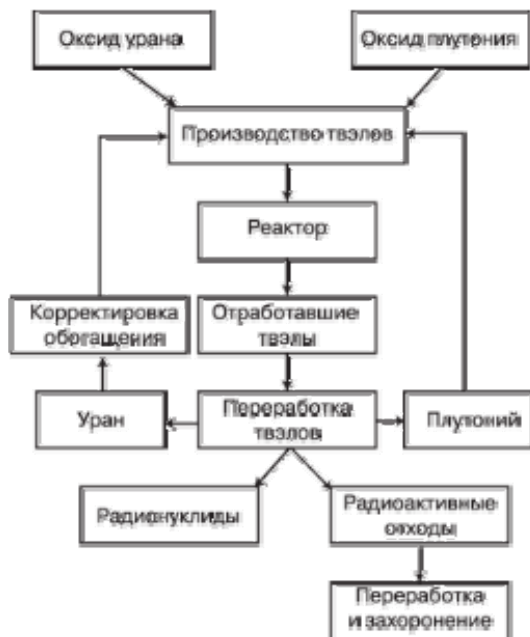 Оксид урана
Оксид плутония
Производство твэлов
Реактор
Корректировка
обогащения
Отработавшие
твэлы
Уран
Переработка
твэлов
Плутоний
Радионуклиды
Радиоактивные
отходы
Переработка
и захоронение